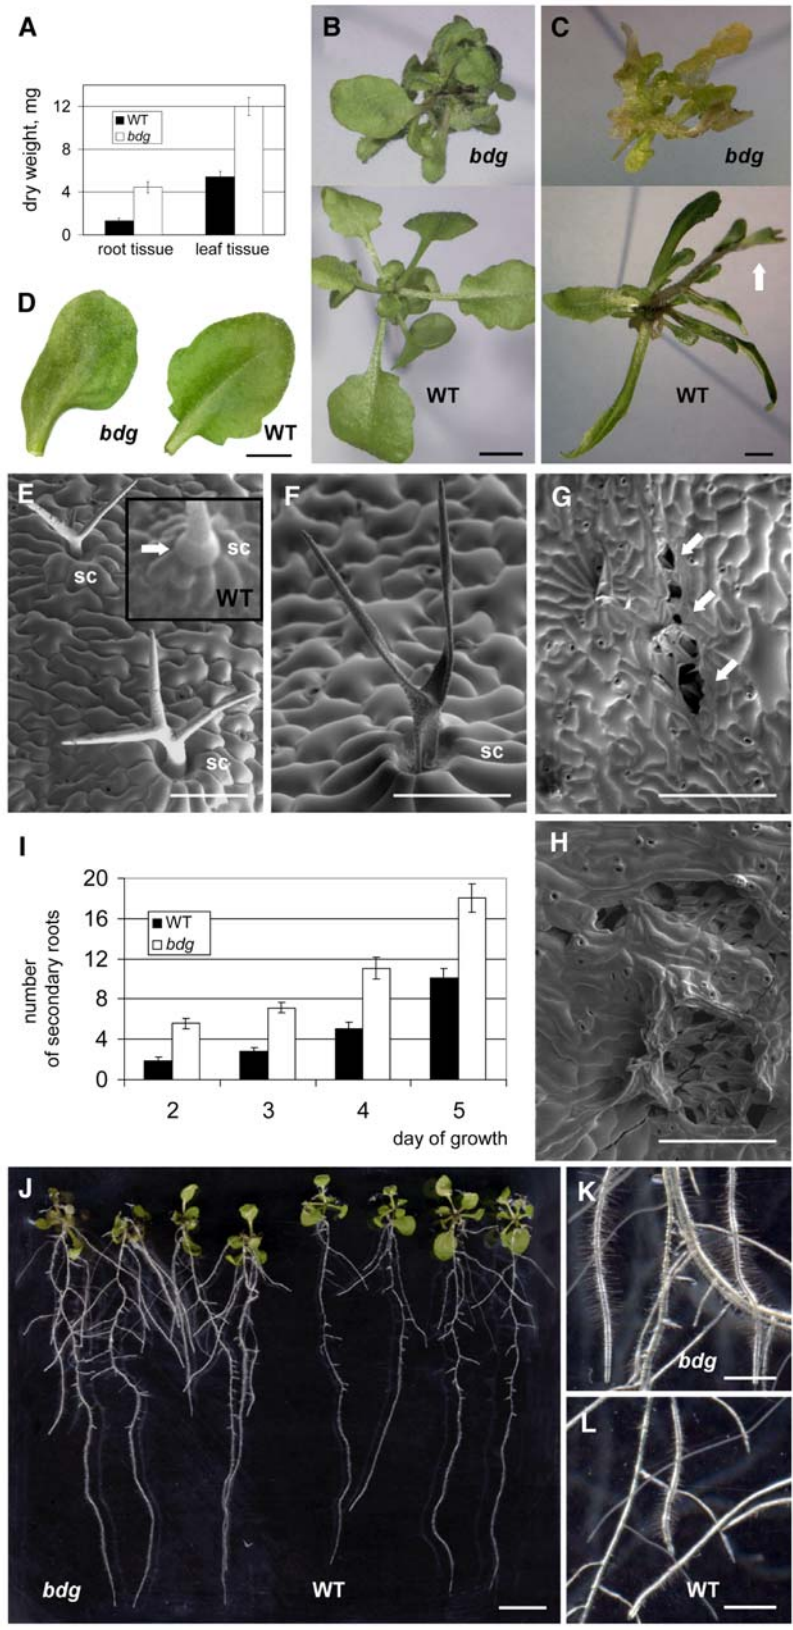 A
dry weight, mg
12
8
4
0
WT
bdg
root tissue
leaf tissue
B
bdg
WT
C
bdg
WT
D
bdg
WT
E
sc
sc
WT
sc
F
sc
G
H
I
number
of secondary roots
20
16
12
8
4
0
WT
bdg
2
3
4
5
day of growth
J
bdg
WT
K
bdg
L
WT